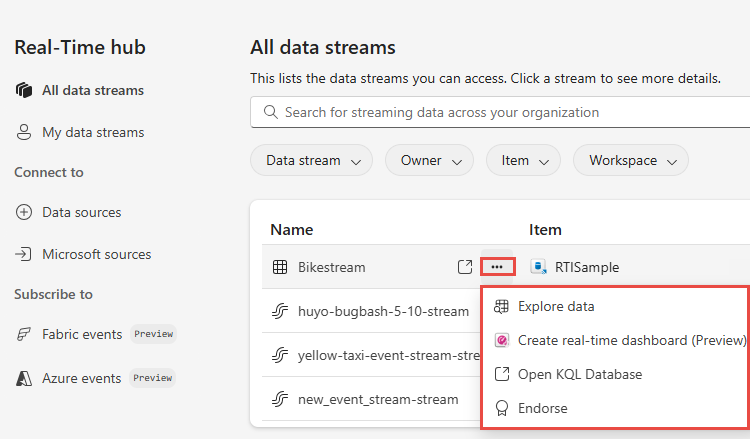 Real-Time hub
All data streams
My data streams
Connect to
Data sources
Microsoft sources
Subscribe to
Fabric events Preview
Azure events Preview
All data streams
This lists the data streams you can access. Click a stream to see more details.
Search for streaming data across your organization
Data stream Owner Item Workspace
Name Item
Bikestream ••• RTISample
huyo-bugbash-5-10-stream
yellow-taxi-event-stream-stre
new_event_stream-stream
Explore data
Create real-time dashboard (Preview)
Open KQL Database
Endorse